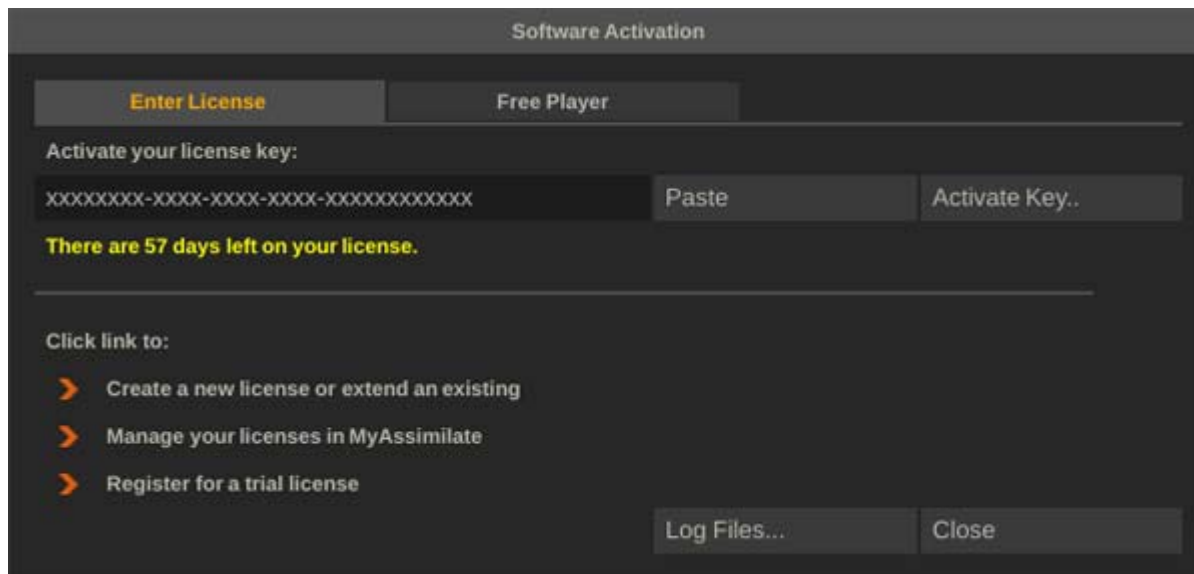 Software Activation
Enter License
Free Player
Activate your license key:
xxxxxxxx-xxxx-xxxx-xxxx-xxxxxxxxxxxx
Paste
Activate Key..
There are 57 days left on your license.
Click link to:
Create a new license or extend an existing
Manage your licenses in MyAssimilate
Register for a trial license
Log Files...
Close